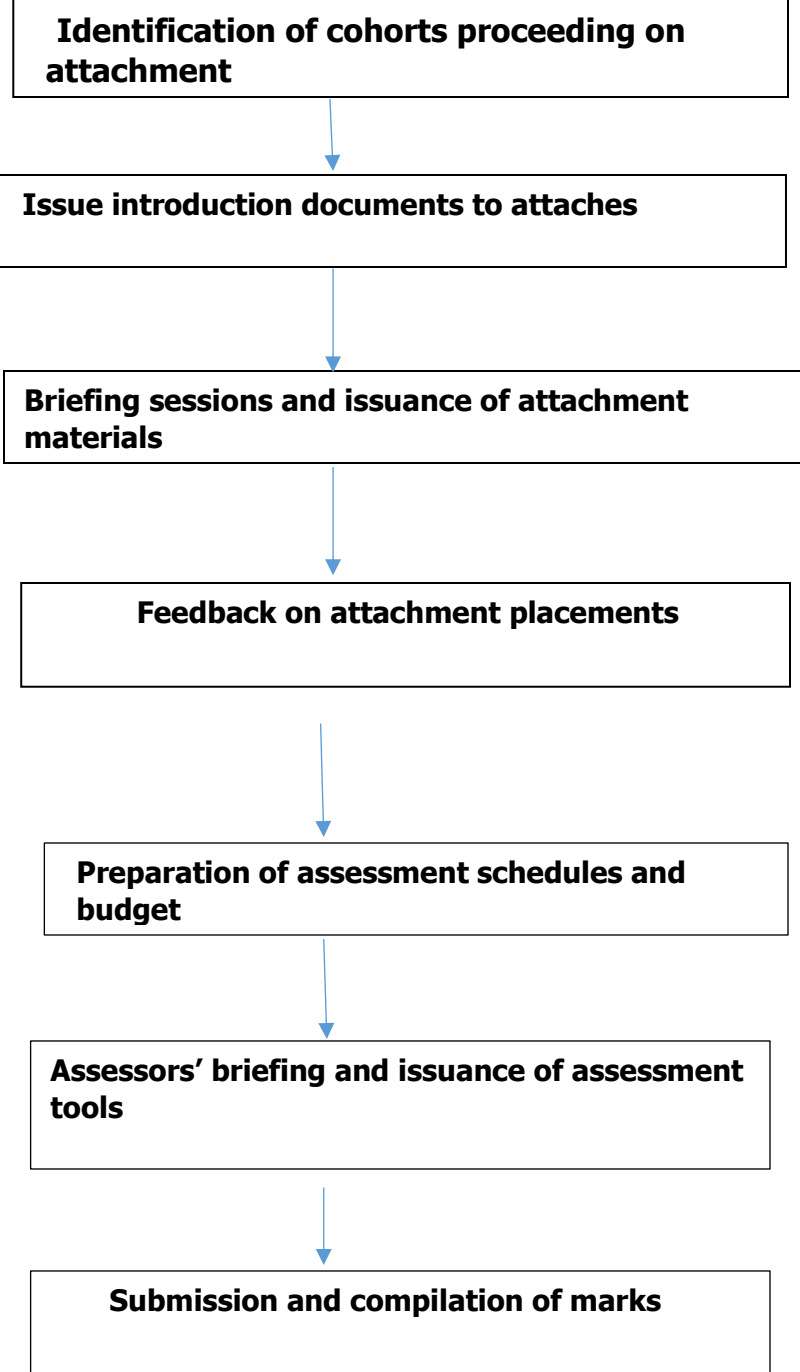 Identification of cohorts proceeding on
attachment
Issue introduction documents to attaches
Briefing sessions and issuance of attachment
materials
Feedback on attachment placements
Preparation of assessment schedules and
budget
Assessors’ briefing and issuance of assessment
tools
Submission and compilation of marks